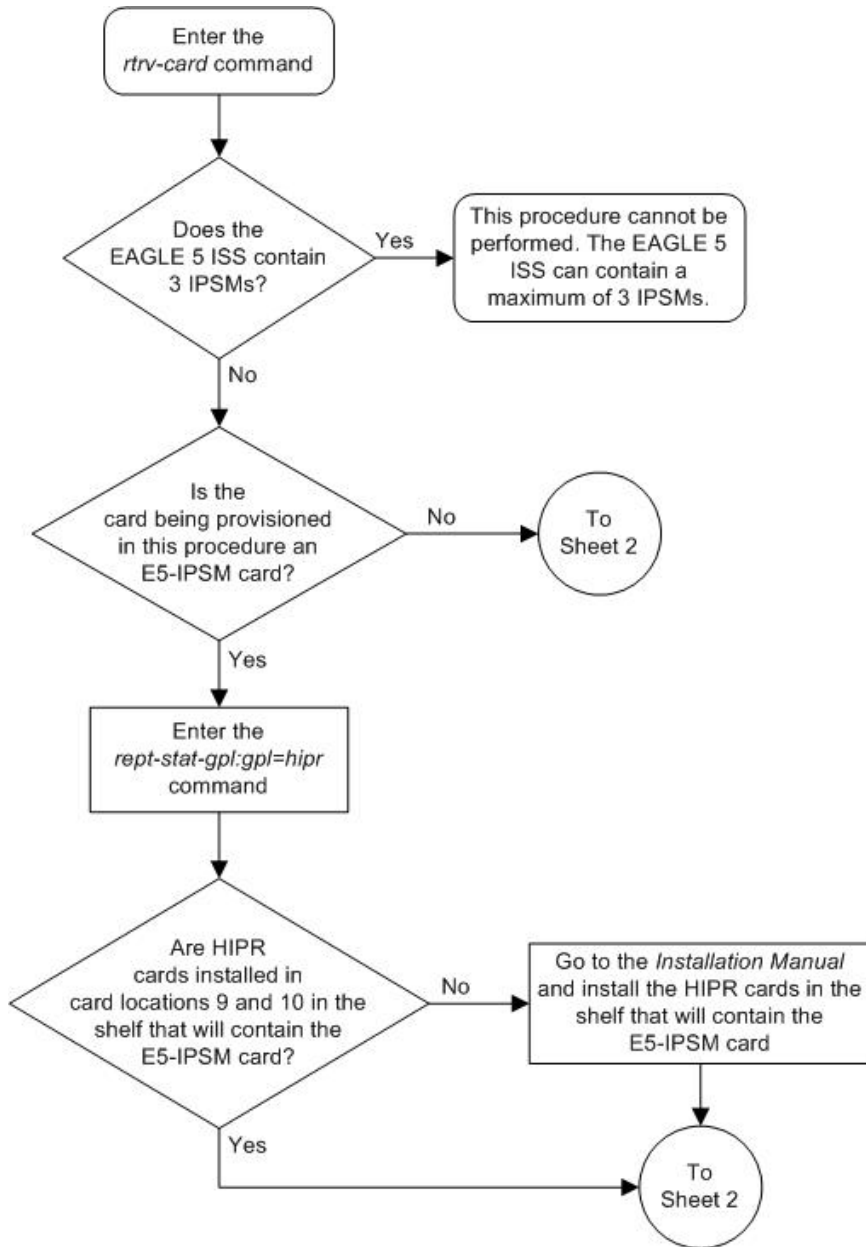 Enter the
rtrv-card command
Does the
EAGLE 5 ISS contain
3 IPSMs?
Yes
This procedure cannot be
performed. The EAGLE 5
ISS can contain a
maximum of 3 IPSMs.
No
Is the
card being provisioned
in this procedure an
E5-IPSM card?
No
To
Sheet 2
Yes
Enter the
rept-stat-gpl:gpl=hipr
command
Are HIPR
cards installed in
card locations 9 and 10 in the
shelf that will contain the
E5-IPSM card?
No
Go to the Installation Manual
and install the HIPR cards in the
shelf that will contain the
E5-IPSM card
Yes
To
Sheet 2